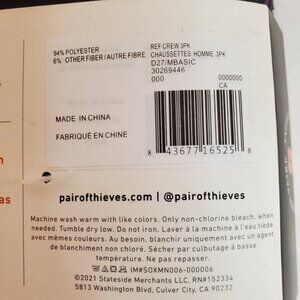 94% POLYESTER
6% OTHER FIBER/AUTRE FIBRE
REF CREW 3PK
CHAUSSETTES HOMME 3PK
D27/MBASIC
30269446
000
0000000
CA
MADE IN CHINA
FABRIQUÉ EN CHINE
8 43677 16525
pairofthieves.com | @pairofthieves
Machine wash warm with like colors. Only non-chlorine bleach, when
needed. Tumble dry low. Do not iron. Laver à la machine à l'eau tiède
avec mêmes couleurs. Au besoin, blanchir uniquement avec un agent
de blanchiment non chloré. Sécher par culbutage à basse
température. Ne pas repasser.
© 2021 Stateside Merchants LLC, RN#152334
5813 Washington Blvd, Culver City, CA 90232
IM#SOXMN006-000006
as